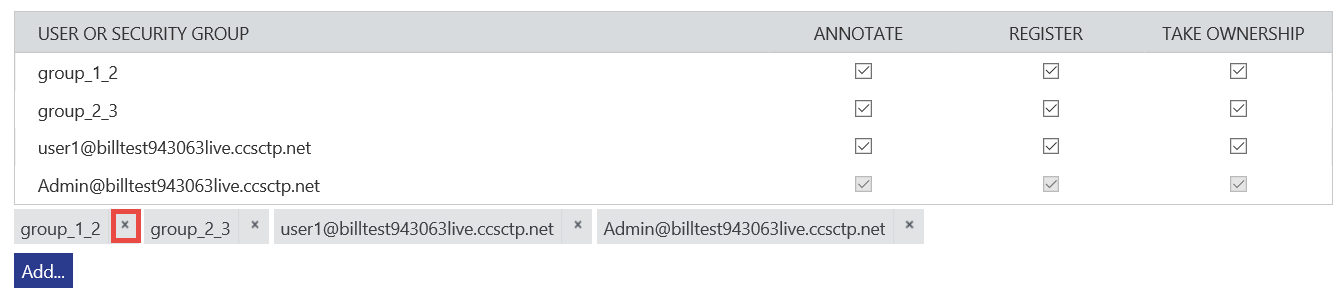 USER OR SECURITY GROUP ANNOTATE REGISTER TAKE OWNERSHIP
group_1_2
group_2_3
user1@billtest943063live.ccsctp.net
Admin@billtest943063live.ccsctp.net
group_1_2 × group_2_3 × user1@billtest943063live.ccsctp.net × Admin@billtest943063live.ccsctp.net ×
Add...